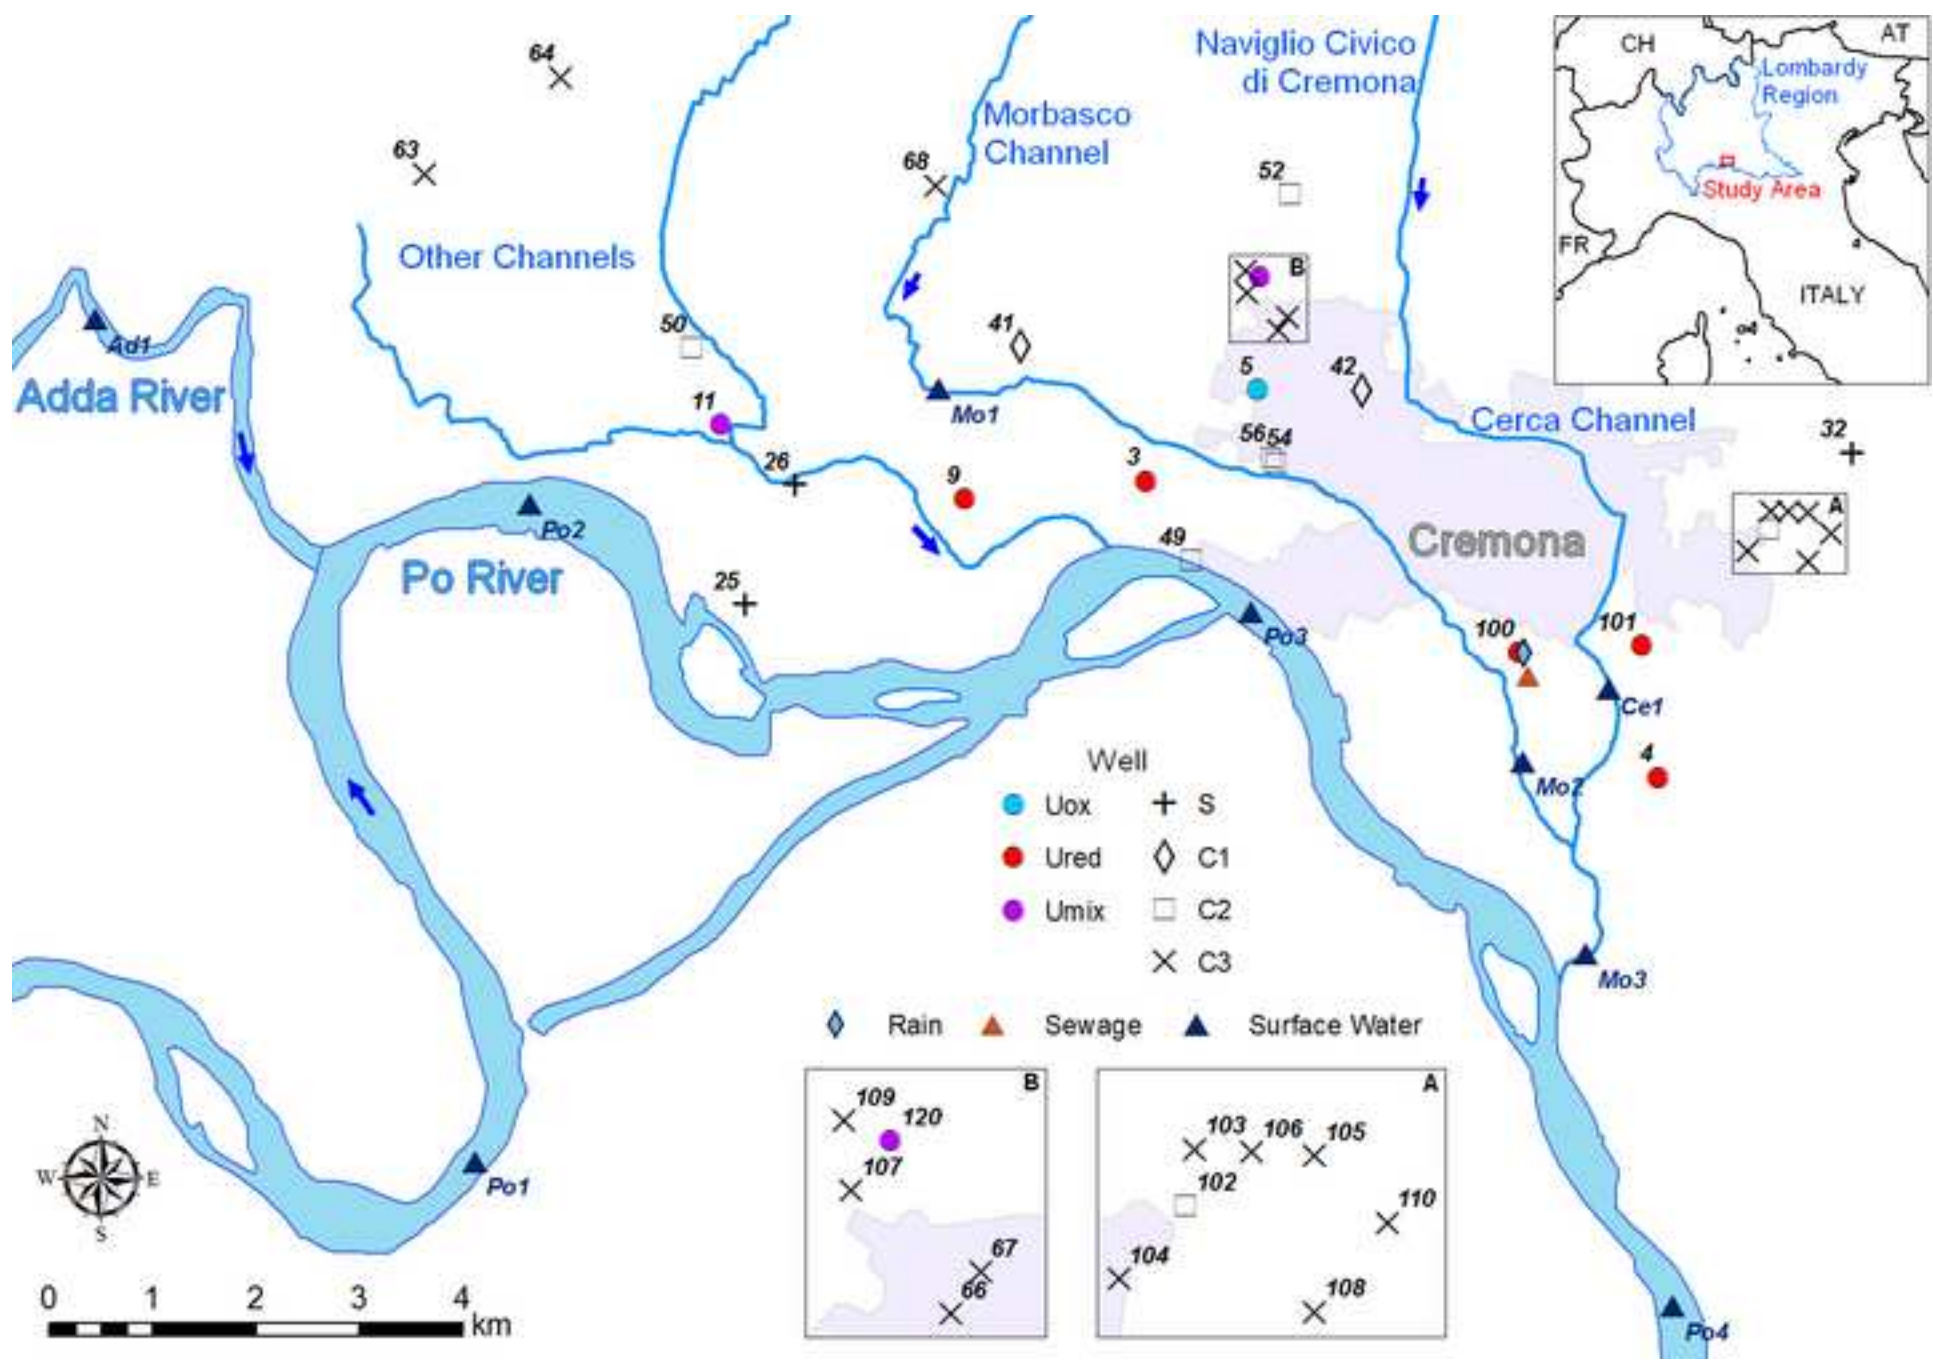 64
63
68
Naviglio Civico
di Cremona
Morbasco
Channel
52
CH
AT
Lombardy
Region
Study Area
FR
ITALY
Other Channels
B
50
41
5
42
Ad1
Adda River
11
Mo1
Cerca Channel
32
26
9
3
56
54
A
Po2
Po River
49
Cremona
25
Po3
100
101
Ce1
4
Mo2
Well
Uox
S
Ured
C1
Umix
C2
C3
Mo3
Rain
Sewage
Surface Water
B
109
120
107
67
66
A
103
106
105
102
110
104
108
Po1
Po4
N
W
E
S
0 1 2 3 4
km